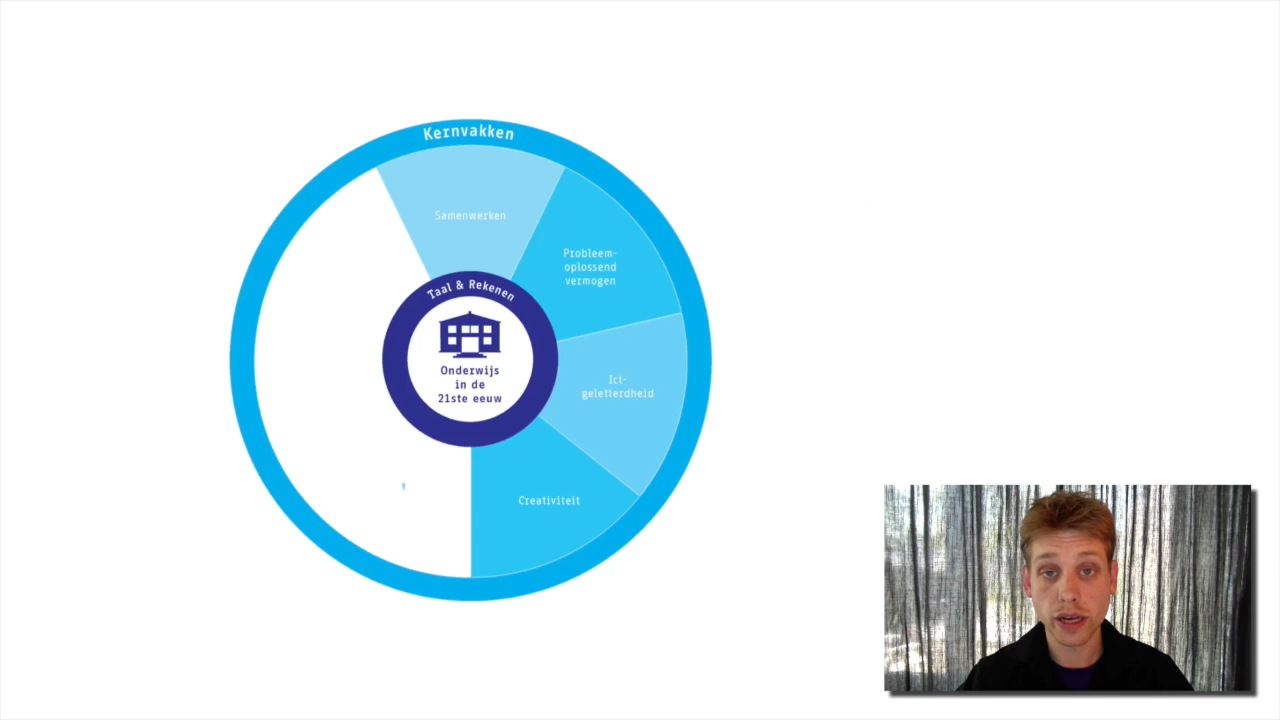 Kernvakken
Samenwerken
Probleem-
oplossend
vermogen
Taal & Rekenen
Onderwijs
in de
21ste eeuw
Ict-
geletterdheid
Creativiteit